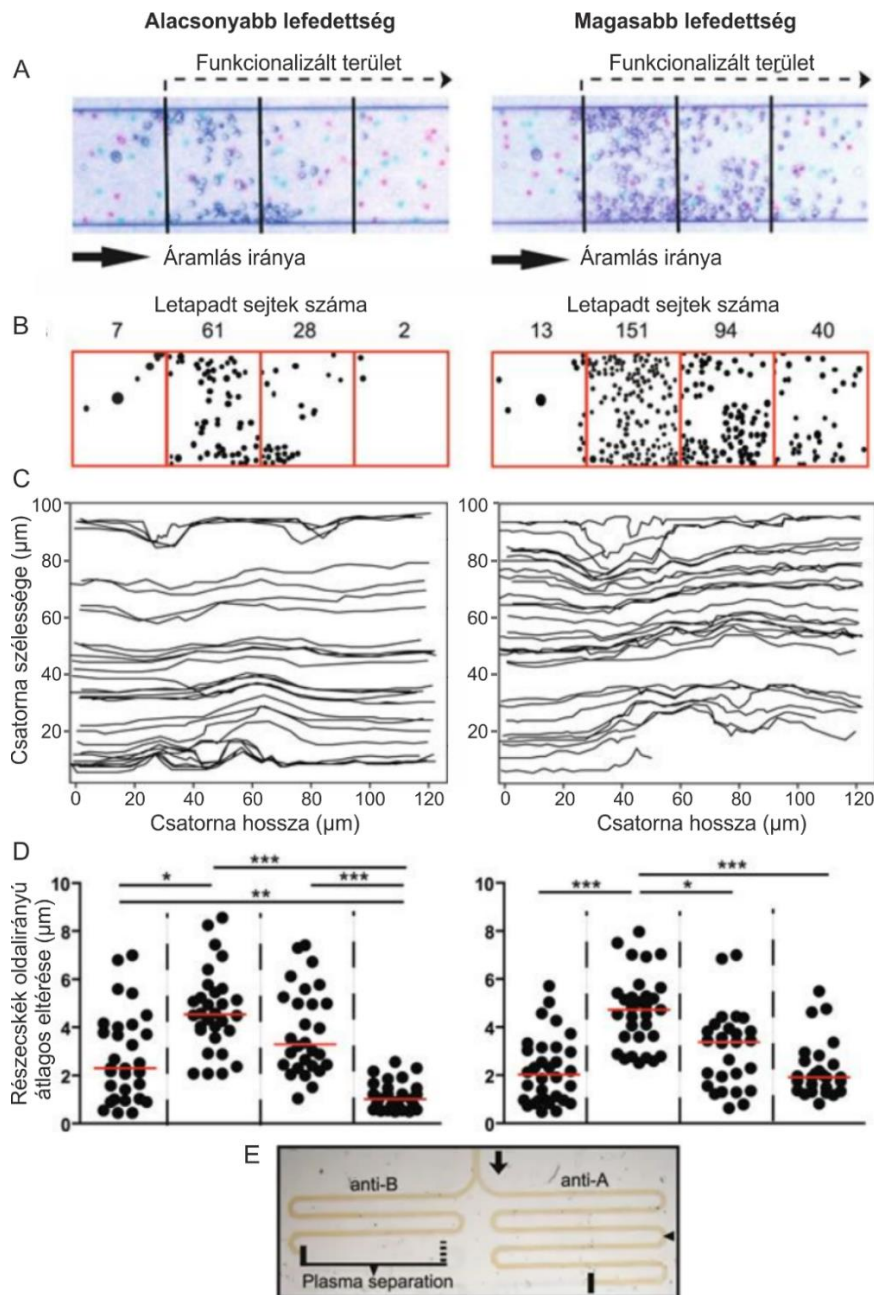 Alacsonyabb lefedettség Magasabb lefedettség
A
Funkcionalizált terület Funkcionalizált terület
Áramlás iránya Áramlás iránya
B
Letapadt sejtek száma Letapadt sejtek száma
7 61 28 2 13 151 94 40
C
Csatorna szélessége (µm)
100
80
60
40
20
0 20 40 60 80 100 120 0 20 40 60 80 100 120
Csatorna hossza (µm) Csatorna hossza (µm)
100
80
60
40
20
D
Részecskék oldalirányú
átlagos eltérése (µm)
*** ***
* *** *** *
**
10 10
8 8
6 6
4 4
2 2
0 0
E
anti-B anti-A
Plasma separation